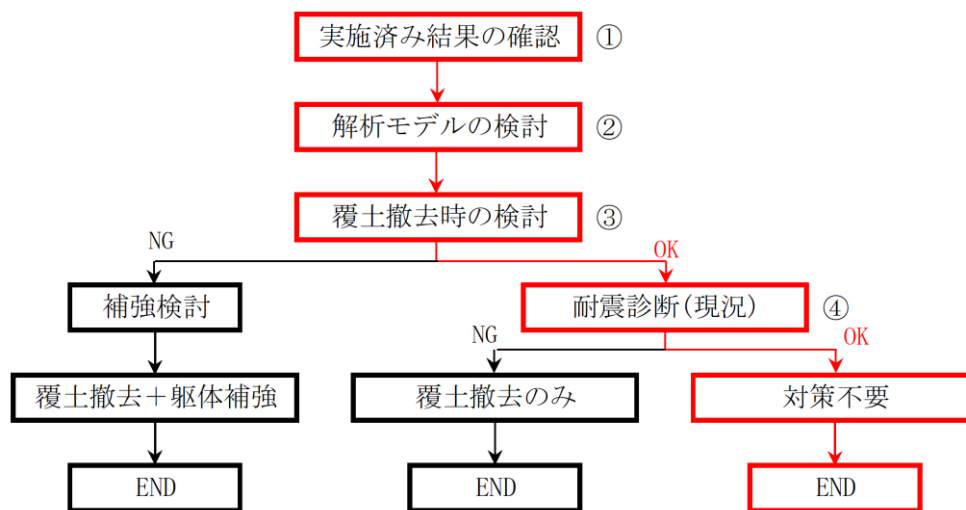 実施済み結果の確認 ①
解析モデルの検討 ②
覆土撤去時の検討 ③
NG
OK
補強検討
耐震診断(現況) ④
NG
OK
覆土撤去+躯体補強
覆土撤去のみ
対策不要
END
END
END